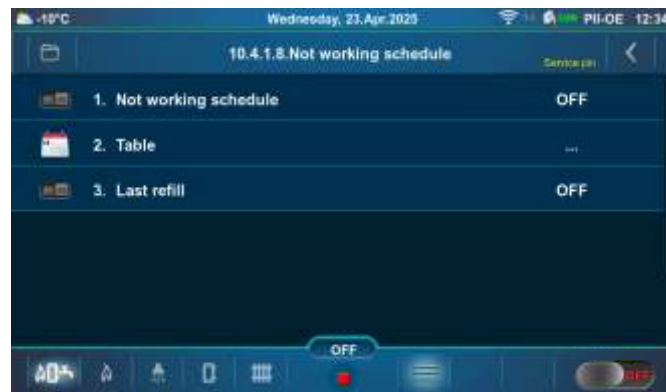 -10°C Wednesday, 23.Apr.2025 PII-OE 12:34
10.4.1.8.Not working schedule Service pin
1. Not working schedule OFF
2. Table ...
3. Last refill OFF
OFF
OFF